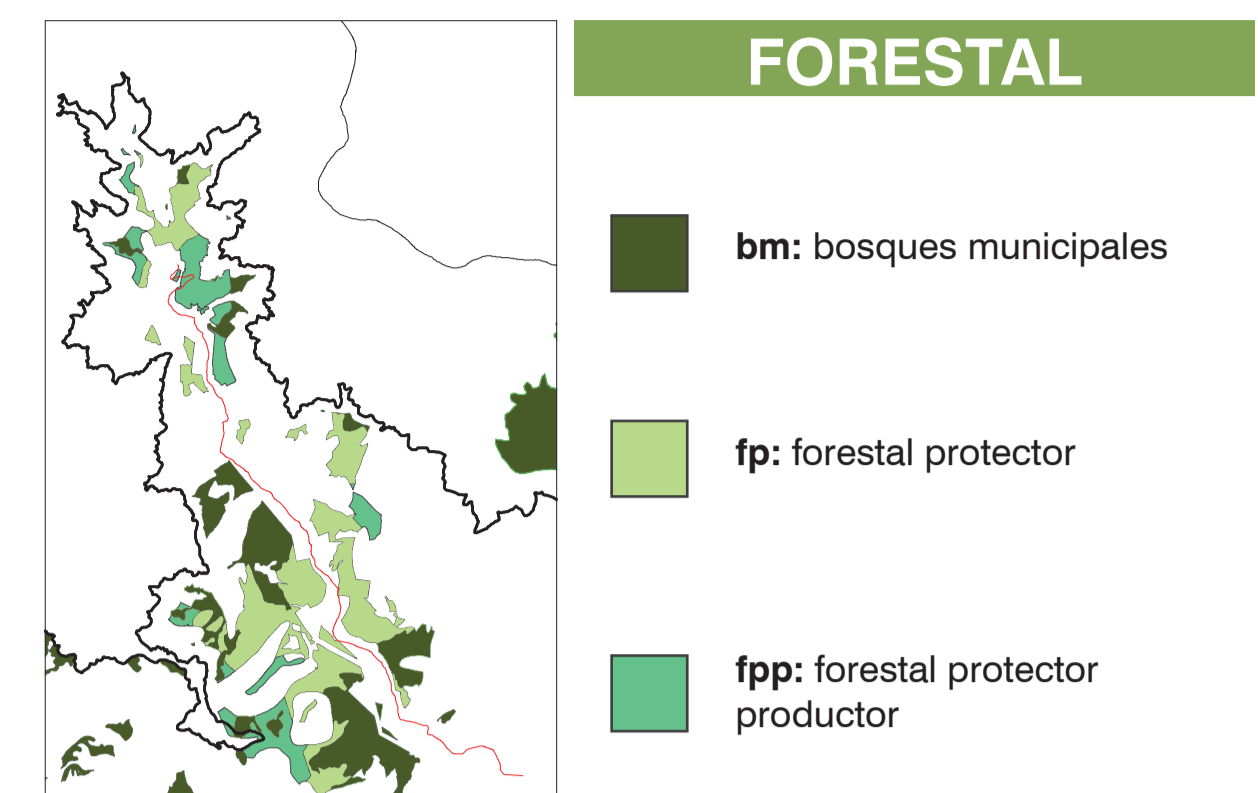 FORESTAL
bm: bosques municipales
fp: forestal protector
fpp: forestal protector
productor